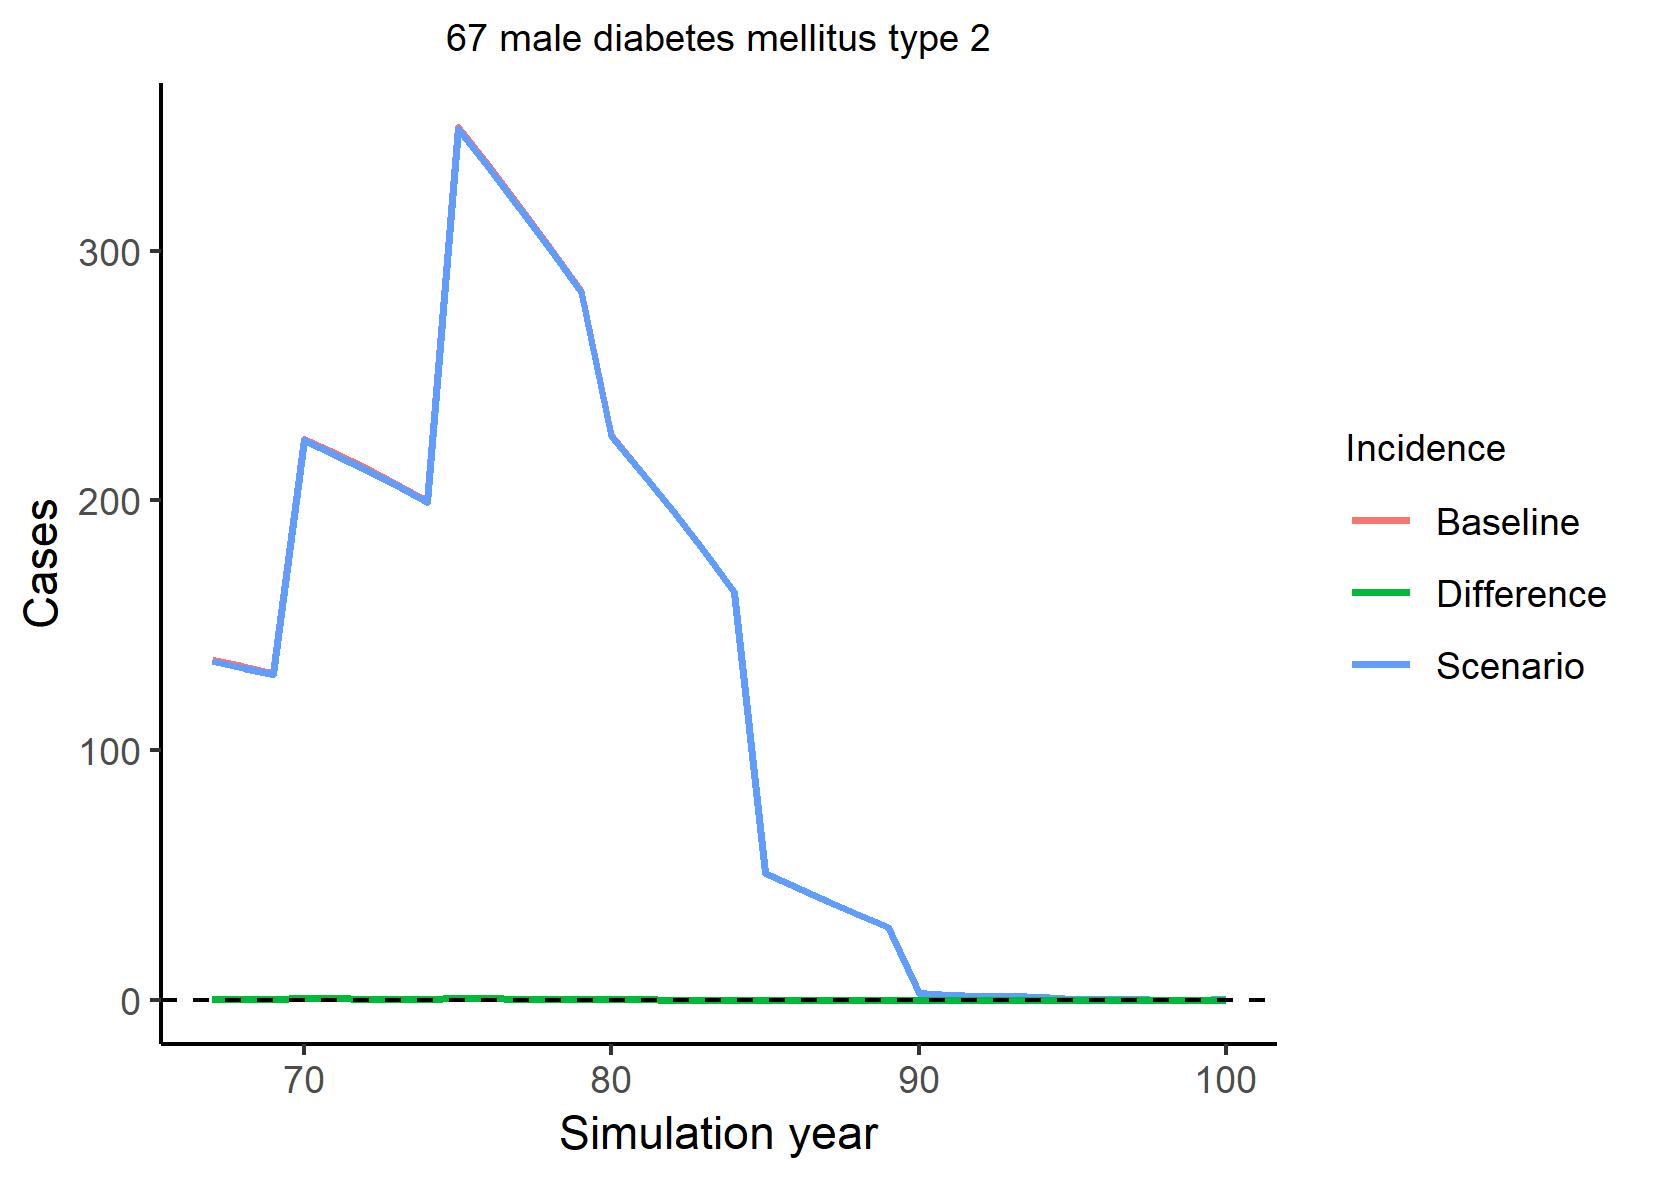 67 male diabetes mellitus type 2
Cases
300
200
100
0
70 80 90 100
Simulation year
Incidence
Baseline
Difference
Scenario